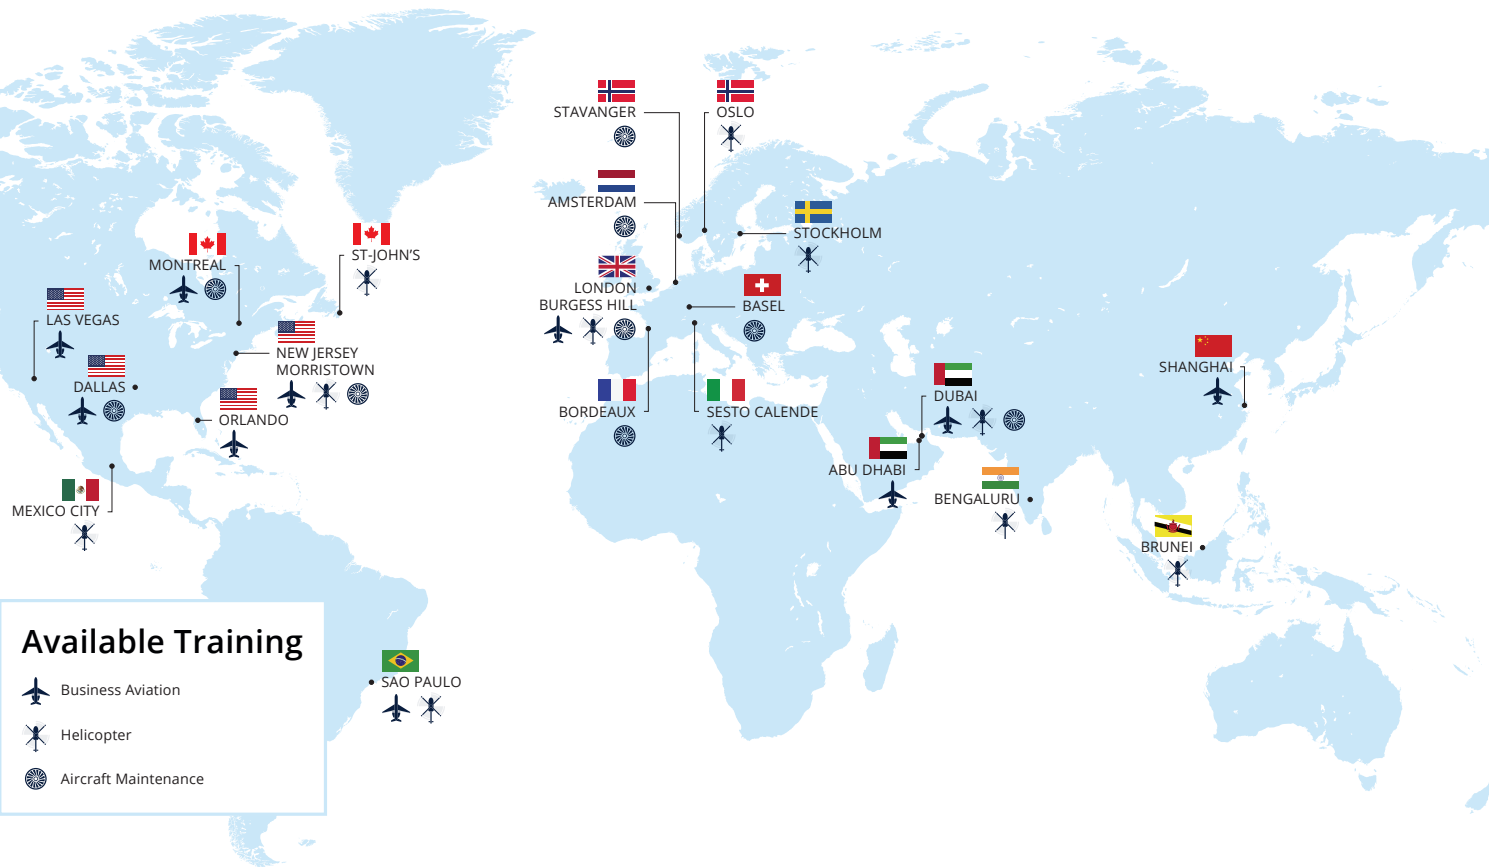 STAVANGER
OSLO
AMSTERDAM
STOCKHOLM
MONTREAL
ST-JOHN'S
LONDON
BURGESS HILL
BASEL
LAS VEGAS
NEW JERSEY
MORRISTOWN
DALLAS
ORLANDO
BORDEAUX
SESTO CALENDE
SHANGHAI
DUBAI
ABU DHABI
BENGALURU
MEXICO CITY
BRUNEI
SAO PAULO
Available Training
Business Aviation
Helicopter
Aircraft Maintenance